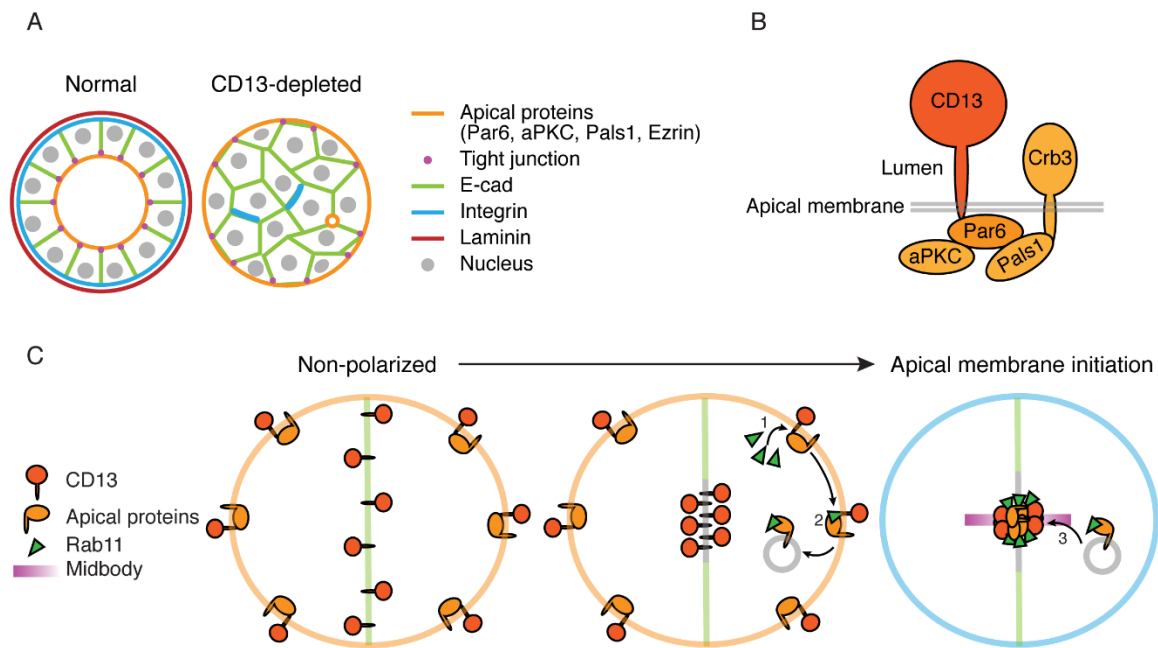 A
Normal
CD13-depleted
Apical proteins
(Par6, aPKC, Pals1, Ezrin)
Tight junction
E-cad
Integrin
Laminin
Nucleus
B
CD13
Crb3
Lumen
Apical membrane
Par6
aPKC
Pals1
C
Non-polarized
Apical membrane initiation
CD13
Apical proteins
Rab11
Midbody
1
2
3